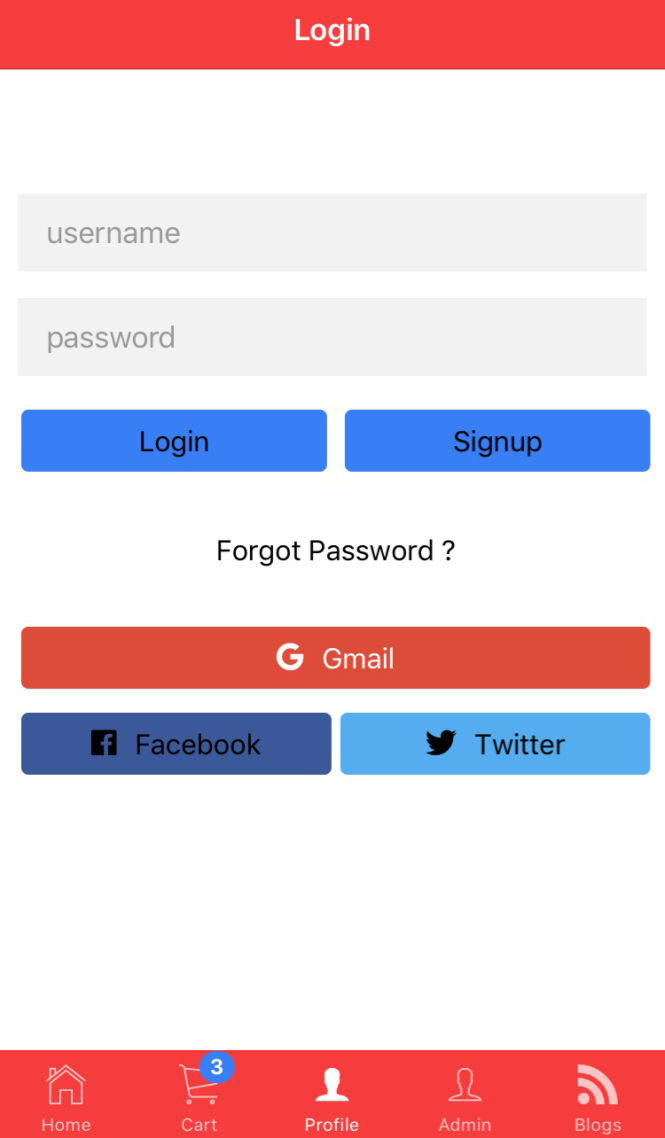 Login
username
password
Login Signup
Forgot Password ?
G Gmail
Facebook Twitter
3
Home Cart Profile Admin Blogs